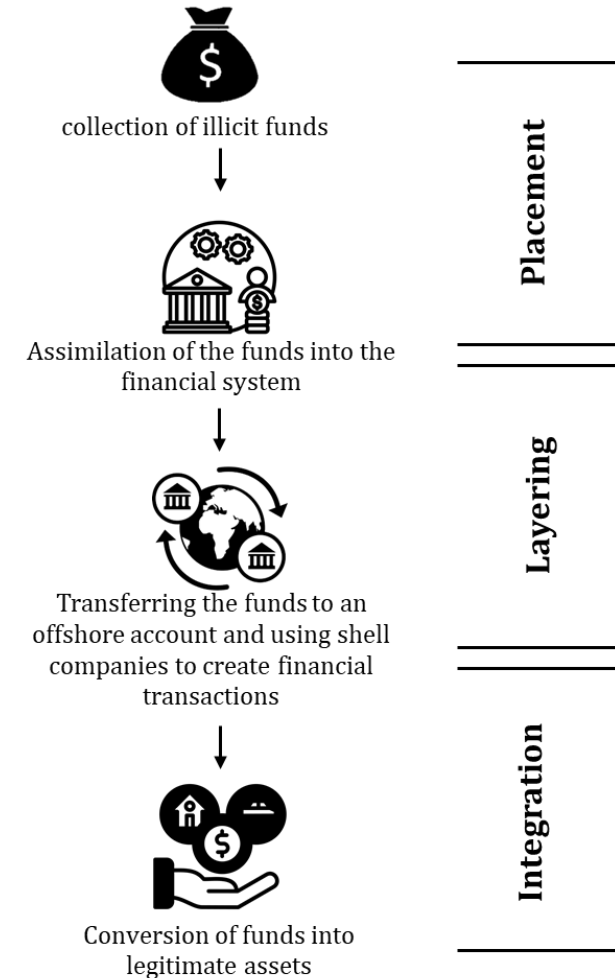 $
collection of illicit funds
Placement
$
Assimilation of the funds into the
financial system
Layering
Transferring the funds to an
offshore account and using shell
companies to create financial
transactions
Integration
$
Conversion of funds into
legitimate assets